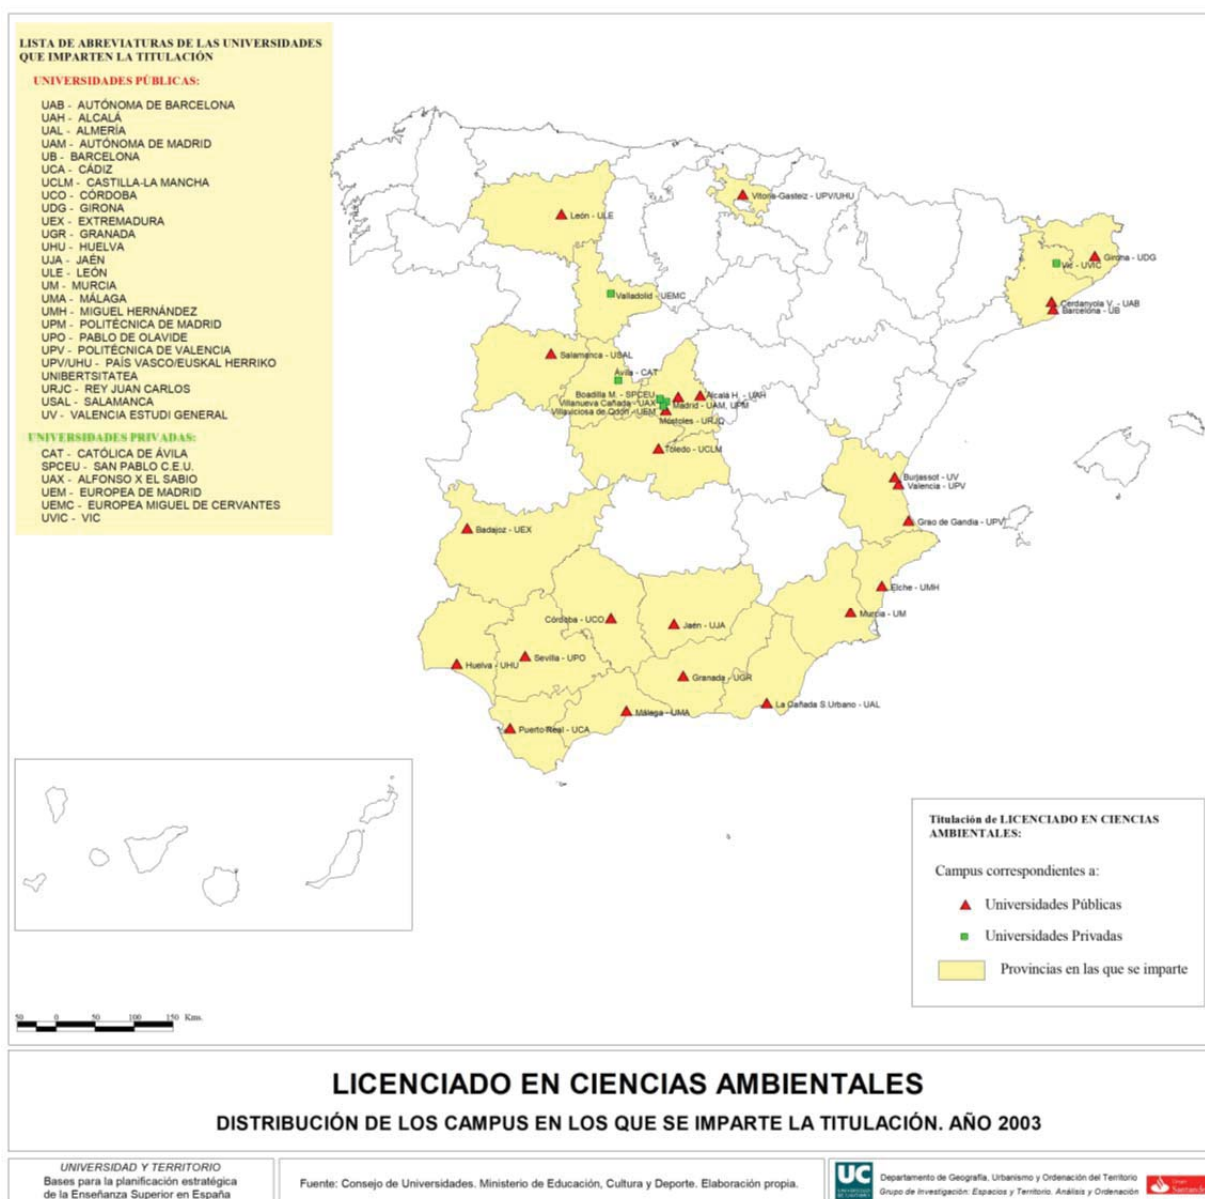 LISTA DE ABREVIATURAS DE LAS UNIVERSIDADES
QUE IMPARTEN LA TITULACIÓN
UNIVERSIDADES PÚBLICAS:
UAB - AUTÓNOMA DE BARCELONA
UAH - ALCALÁ
UAL - ALMERÍA
UAM - AUTÓNOMA DE MADRID
UB - BARCELONA
UCA - CÁDIZ
UCLM - CASTILLA-LA MANCHA
UCO - CÓRDOBA
UDG - GIRONA
UEX - EXTREMADURA
UGR - GRANADA
UHU - HUELVA
UJA - JAÉN
ULE - LEÓN
UM - MURCIA
UMA - MÁLAGA
UMH - MIGUEL HERNÁNDEZ
UPM - POLITÉCNICA DE MADRID
UPO - PABLO DE OLAVIDE
UPV - POLITÉCNICA DE VALENCIA
UPV/UHU - PAÍS VASCO/EUSKAL HERRIKO
UNIBERTSITATEA
URJC - REY JUAN CARLOS
USAL - SALAMANCA
UV - VALENCIA ESTUDI GENERAL
UNIVERSIDADES PRIVADAS:
CAT - CATÓLICA DE ÁVILA
SPCEU - SAN PABLO C.E.U.
UAX - ALFONSO X EL SABIO
UEM - EUROPEA DE MADRID
UEMC - EUROPEA MIGUEL DE CERVANTES
UVIC - VIC
Vitoria-Gasteiz - UPV/UHU
León - ULE
Girona - UDG
Vic - UVIC
Valladolid - UEMC
Cerdanyola V. - UAB
Barcelona - UB
Salamanca - USAL
Ávila - CAT
Boadilla M. - SPCEU
Alcalá H. - UAH
Villanueva Cañada - UAX
Madrid - UAM, UPM
Villaviciosa de Odón - UEM
Móstoles - URJC
Toledo - UCLM
Burjassot - UV
Valencia - UPV
Grao de Gandia - UPV
Badajoz - UEX
Elche - UMH
Murcia - UM
Córdoba - UCO
Jaén - UJA
Sevilla - UPO
Huelva - UHU
Granada - UGR
La Cañada S.Urbano - UAL
Málaga - UMA
Puerto Real - UCA
Titulación de LICENCIADO EN CIENCIAS
AMBIENTALES:
Campus correspondientes a:
Universidades Públicas
Universidades Privadas
Provincias en las que se imparte
50 0 50 100 150 Kms.
LICENCIADO EN CIENCIAS AMBIENTALES
DISTRIBUCIÓN DE LOS CAMPUS EN LOS QUE SE IMPARTE LA TITULACIÓN. AÑO 2003
UNIVERSIDAD Y TERRITORIO
Bases para la planificación estratégica
de la Enseñanza Superior en España
Fuente: Consejo de Universidades. Ministerio de Educación, Cultura y Deporte. Elaboración propia.
UC
Departamento de Geografía, Urbanismo y Ordenación del Territorio
Grupo de Investigación: Espacios y Territorio, Análisis y Ordenación
Grupo
Santander